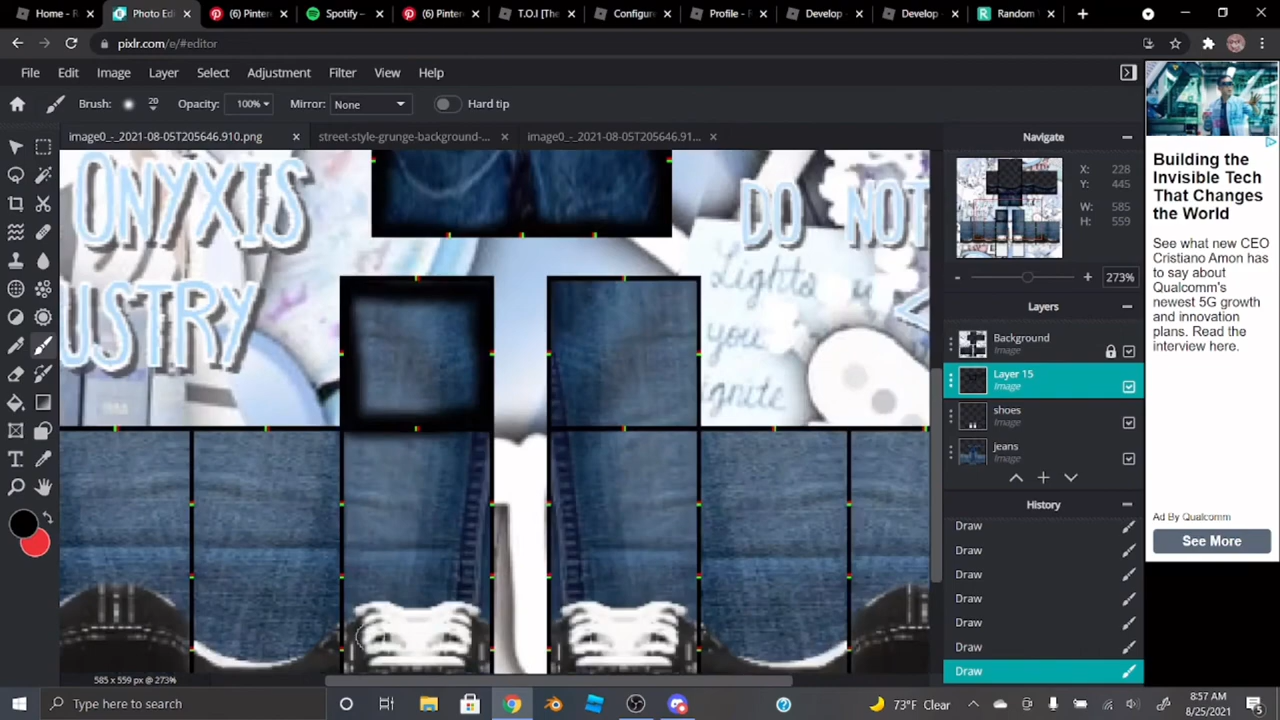 Home - R
Photo Edi
(6) Pinter
Spotify –
(6) Pinter
T.O.I [The
Configure
Profile - F
Develop -
Develop -
Random
pixlr.com/e/#editor
File Edit Image Layer Select Adjustment Filter View Help
Brush: 20 Opacity: 100% Mirror: None Hard tip
image0_-_2021-08-05T205646.910.png
street-style-grunge-background-...
image0_-_2021-08-05T205646.91...
ONYXIS
USTRY
DO NOT
Lights
you
ignite
585 x 559 px @ 273%
Navigate
X: 228
Y: 445
W: 585
H: 559
273%
Layers
Background
Image
Layer 15
Image
shoes
Image
jeans
Image
History
Draw
Draw
Draw
Draw
Draw
Draw
Draw
Building the
Invisible Tech
That Changes
the World
See what new CEO
Cristiano Amon has
to say about
Qualcomm's
newest 5G growth
and innovation
plans. Read the
interview here.
Ad By Qualcomm
See More
Type here to search
73°F Clear
8:57 AM
8/25/2021
5